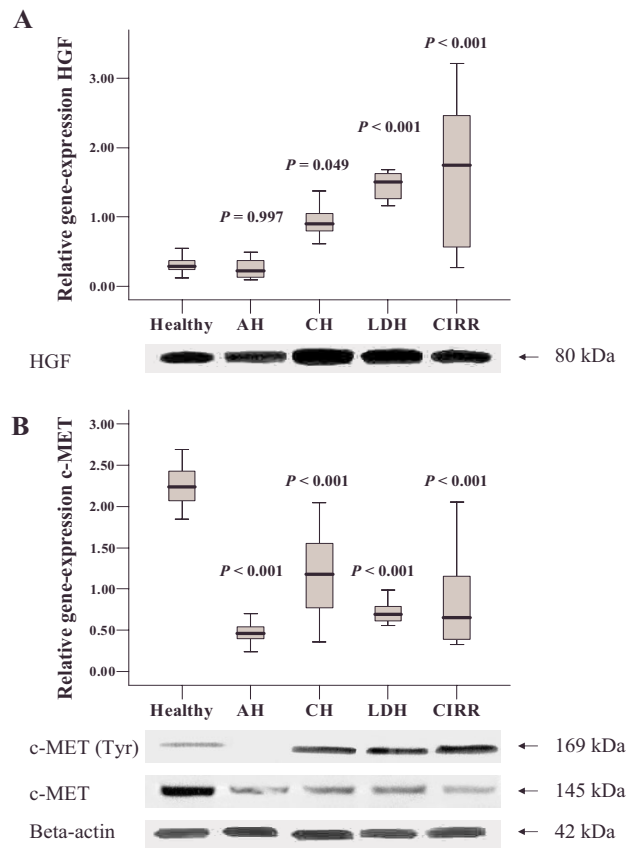 A
Relative gene-expression HGF
3.00
2.00
1.00
0.00
P = 0.997
P = 0.049
P < 0.001
P < 0.001
Healthy AH CH LDH CIRR
HGF ← 80 kDa
B
Relative gene-expression c-MET
3.00
2.50
2.00
1.50
1.00
0.50
0.00
P < 0.001
P < 0.001
P < 0.001
P < 0.001
Healthy AH CH LDH CIRR
c-MET (Tyr) ← 169 kDa
c-MET ← 145 kDa
Beta-actin ← 42 kDa